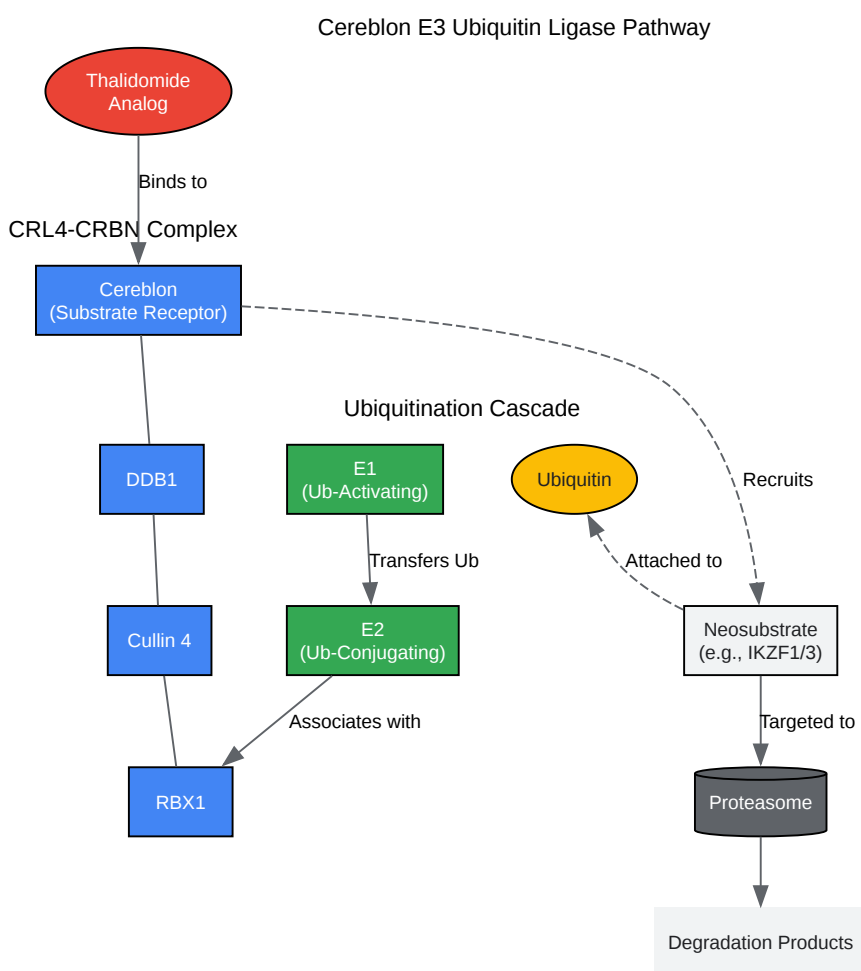 Cereblon E3 Ubiquitin Ligase Pathway
Thalidomide
Analog
Binds to
CRL4-CRBN Complex
Cereblon
(Substrate Receptor)
Ubiquitination Cascade
DDB1
E1
(Ub-Activating)
Ubiquitin
Recruits
Transfers Ub
Attached to
Cullin 4
E2
(Ub-Conjugating)
Neosubstrate
(e.g., IKZF1/3)
Associates with
Targeted to
RBX1
Proteasome
Degradation Products